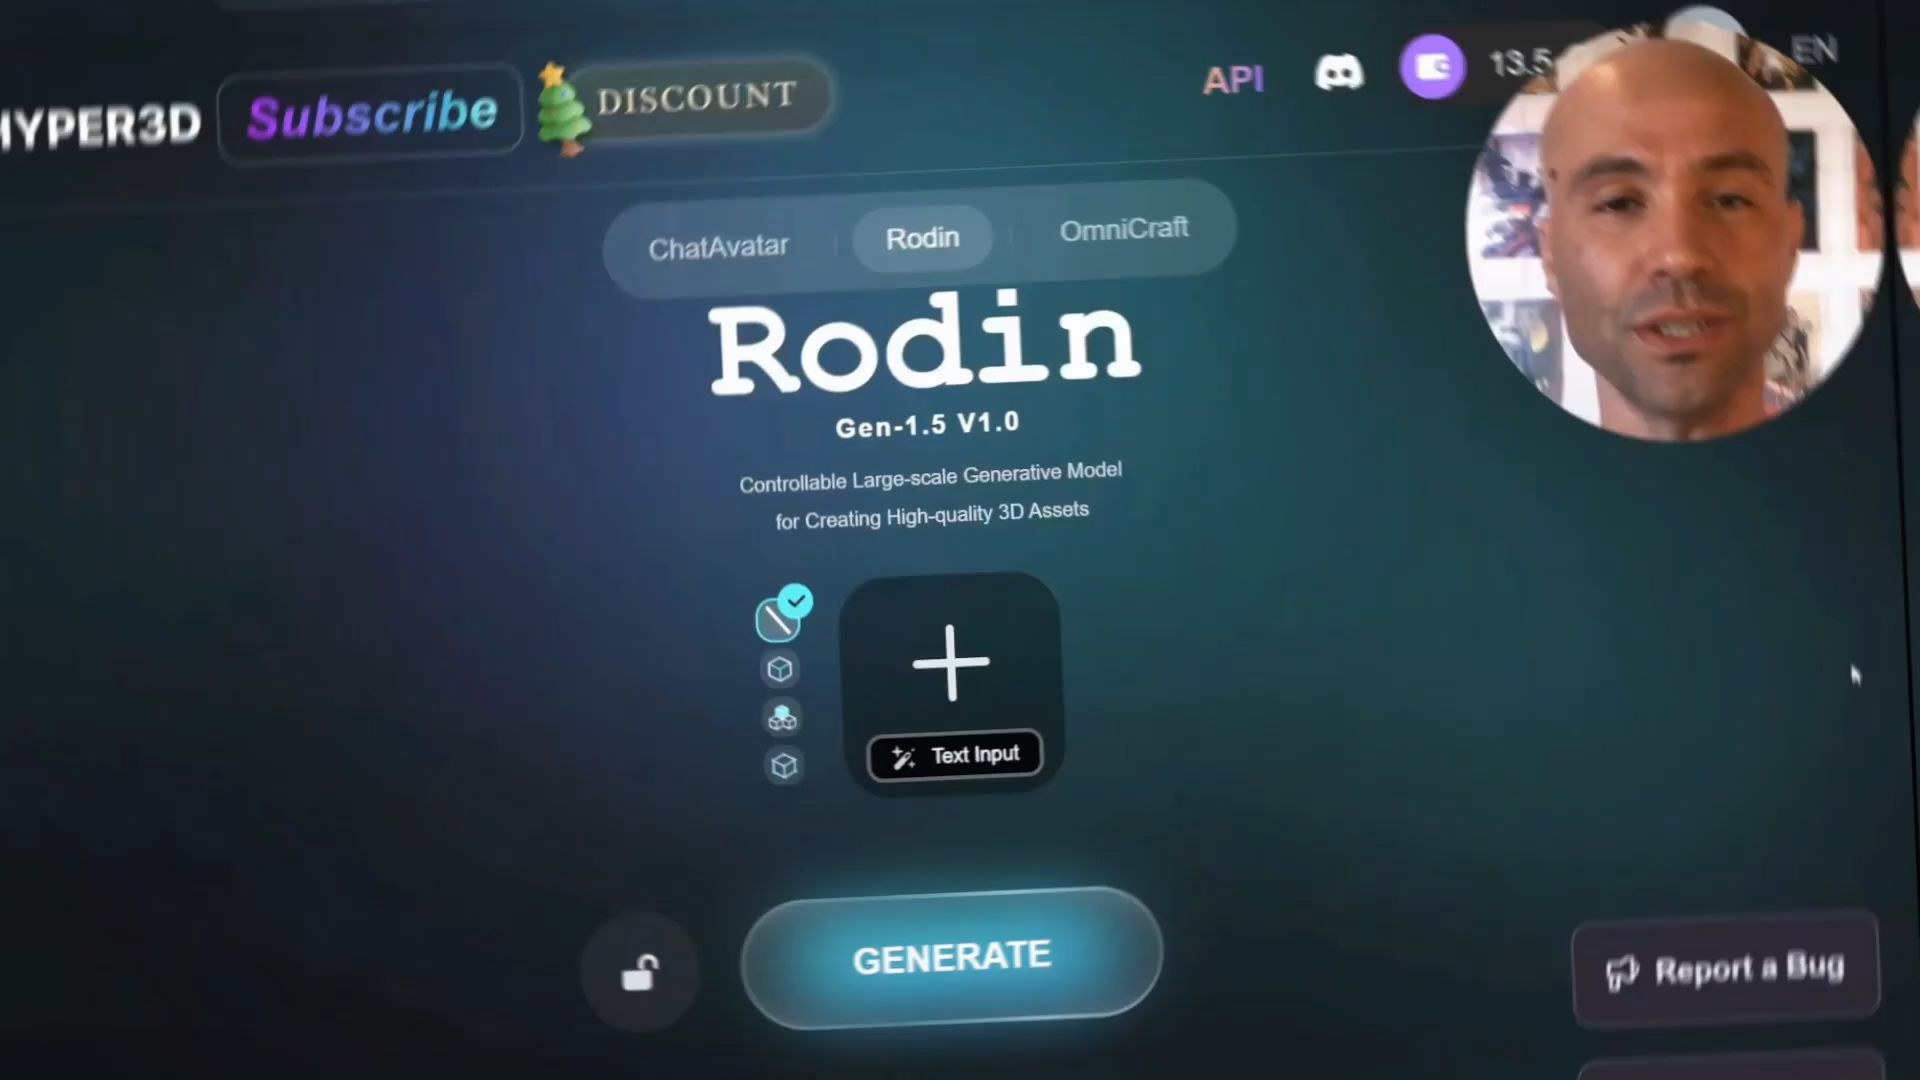 HYPER3D
Subscribe
DISCOUNT
API
13.5
EN
ChatAvatar
Rodin
OmniCraft
Rodin
Gen-1.5 V1.0
Controllable Large-scale Generative Model
for Creating High-quality 3D Assets
Text Input
GENERATE
Report a Bug